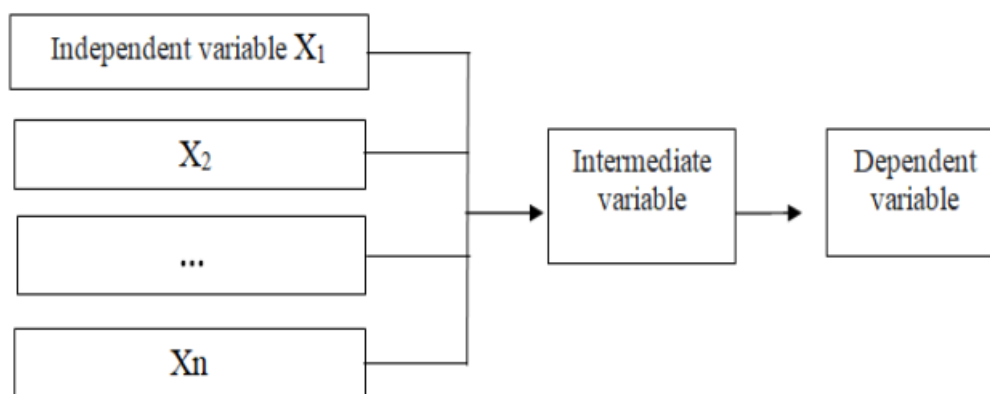 Independent variable X₁
X₂
...
Xn
Intermediate
variable
Dependent
variable